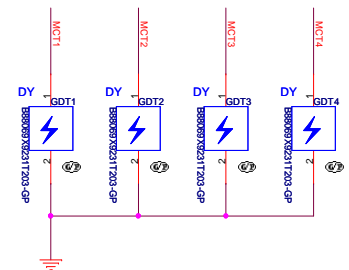 MCT1
MCT2
MCT3
MCT4
DY
DY
DY
DY
1
GDT1
1
GDT2
1
GDT3
1
GDT4
B88069X9231T203-GP
B88069X9231T203-GP
B88069X9231T203-GP
B88069X9231T203-GP
2
2
2
2
G/P
G/P
G/P
G/P